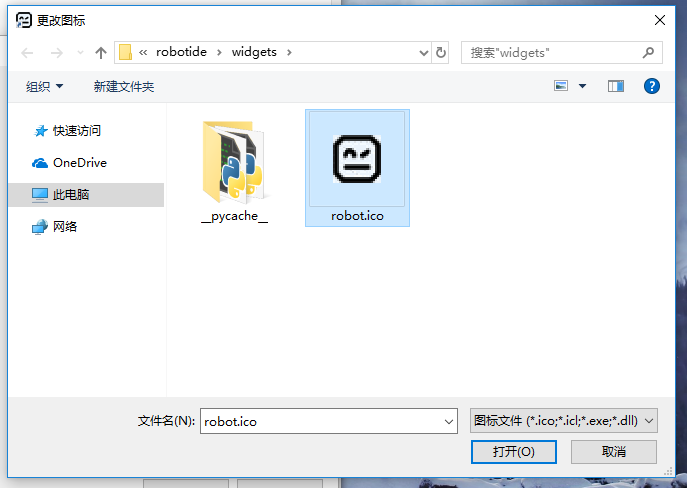 更改图标
« robotide › widgets ›
搜索"widgets"
组织
新建文件夹
快速访问
OneDrive
此电脑
网络
__pycache__
robot.ico
文件名(N):
robot.ico
图标文件 (*.ico;*.icl;*.exe;*.dll)
打开(O)
取消